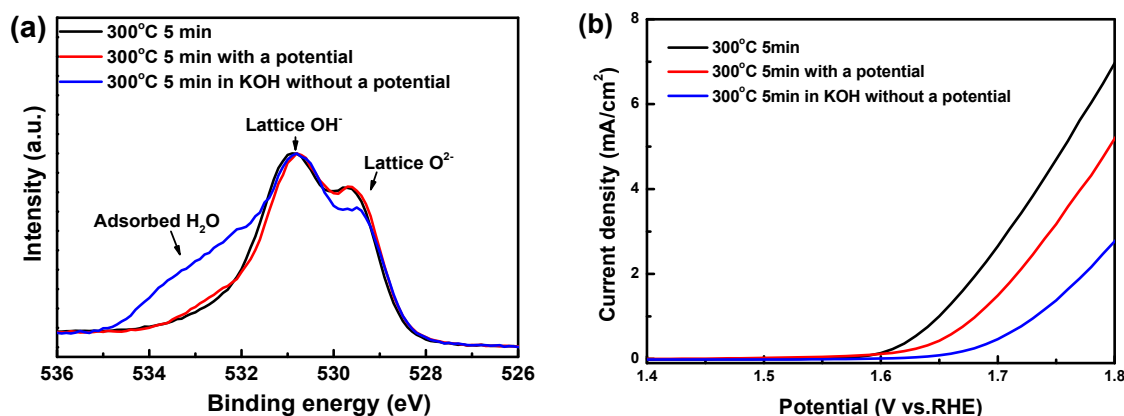 (a)
300°C 5 min
300°C 5 min with a potential
300°C 5 min in KOH without a potential
Lattice OH⁻
Lattice O²⁻
Adsorbed H₂O
Intensity (a.u.)
536 534 532 530 528 526
Binding energy (eV)
(b)
300°C 5min
300°C 5min with a potential
300°C 5min in KOH without a potential
Current density (mA/cm²)
8
6
4
2
0
1.4 1.5 1.6 1.7 1.8
Potential (V vs.RHE)